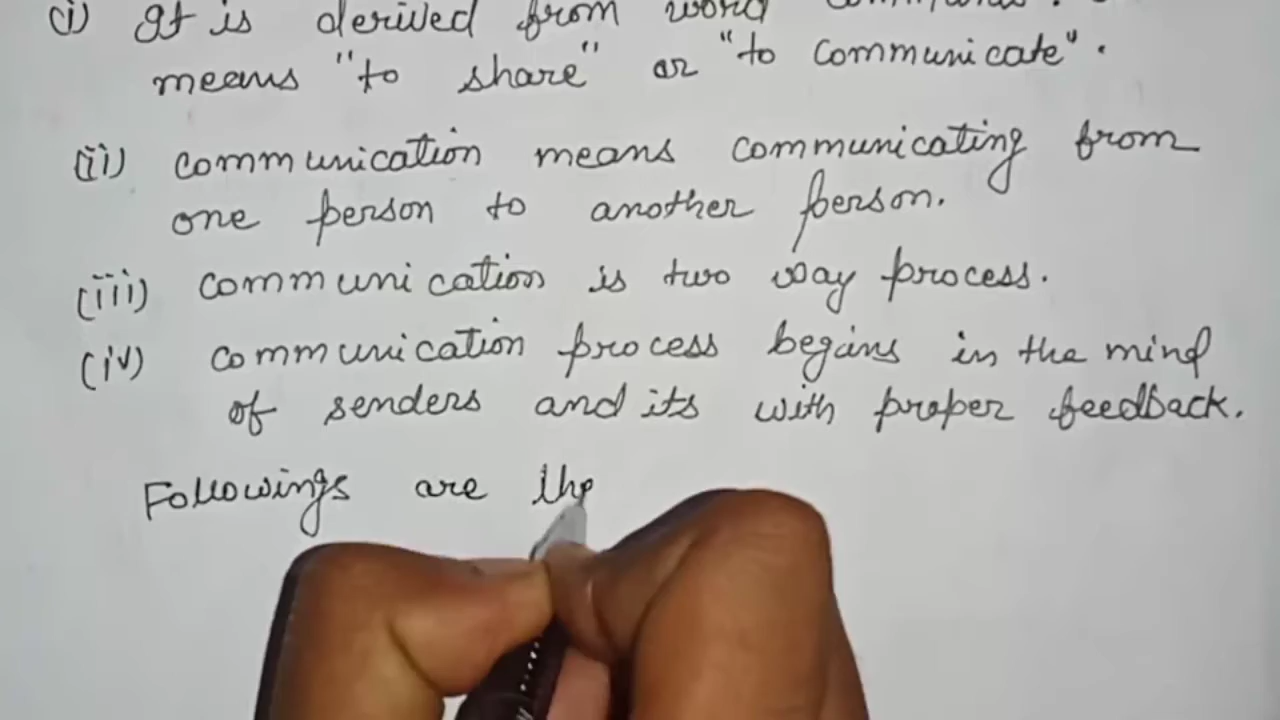 (i) It is derived from word
means "to share" or "to communicate".
(ii) communication means communicating from
one person to another person.
(iii) communication is two way process.
(iv) communication process begins in the mind
of senders and its with proper feedback.
Followings are the